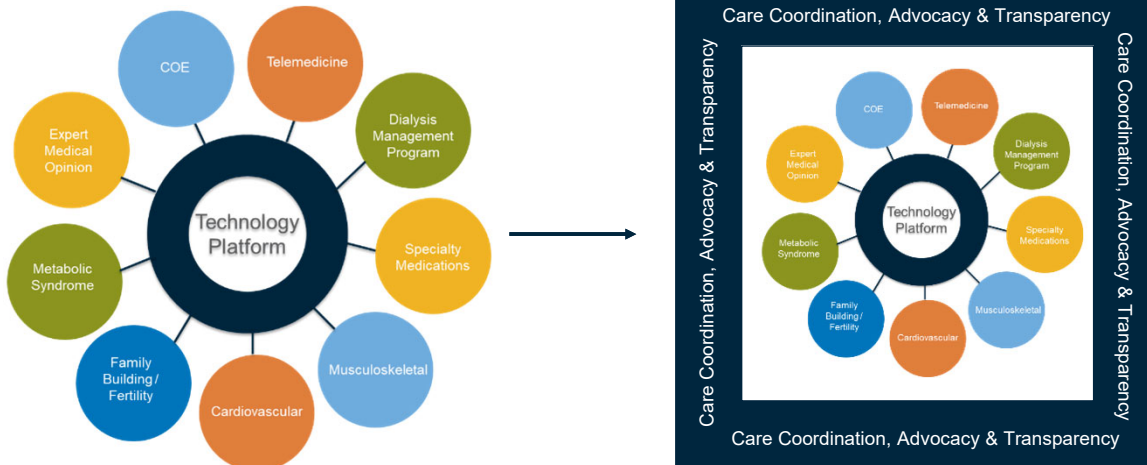 COE
Telemedicine
Dialysis
Management
Program
Expert
Medical
Opinion
Technology
Platform
Specialty
Medications
Metabolic
Syndrome
Family
Building /
Fertility
Musculoskeletal
Cardiovascular
Care Coordination, Advocacy & Transparency
Care Coordination, Advocacy & Transparency
Care Coordination, Advocacy & Transparency
COE
Telemedicine
Dialysis
Management
Program
Expert
Medical
Opinion
Technology
Platform
Specialty
Medications
Metabolic
Syndrome
Family
Building /
Fertility
Musculoskeletal
Cardiovascular
Care Coordination, Advocacy & Transparency